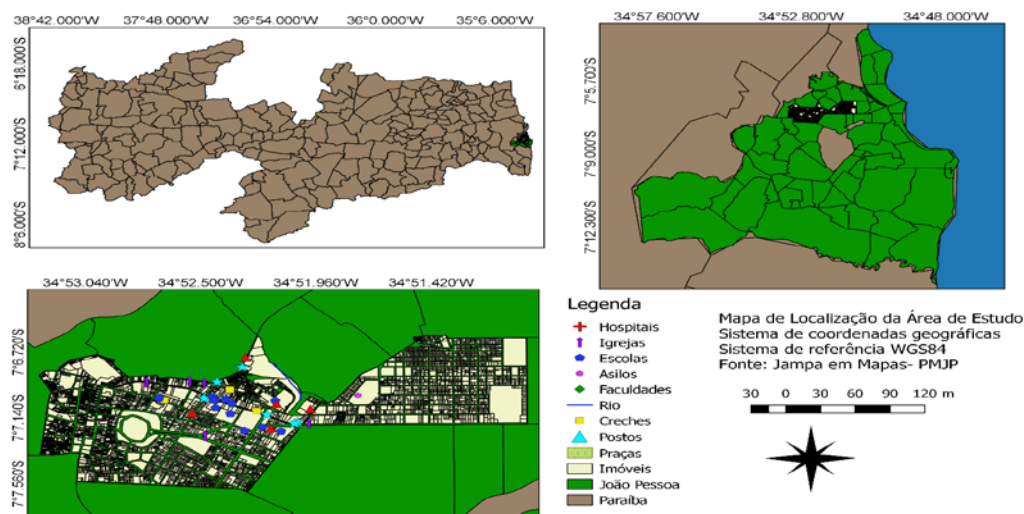 38°42.000'W 37°48.000'W 36°54.000'W 36°0.000'W 35°6.000'W
6°18.000'S
7°12.000'S
8°6.000'S
34°57.600'W 34°52.800'W 34°48.000'W
7°5.700'S
7°9.000'S
7°12.300'S
34°53.040'W 34°52.500'W 34°51.960'W 34°51.420'W
7°6.720'S
7°7.140'S
7°7.560'S
Legenda
Hospitais
Igrejas
Escolas
Asilos
Faculdades
Rio
Creches
Postos
Praças
Imóveis
João Pessoa
Paraíba
Mapa de Localização da Área de Estudo
Sistema de coordenadas geográficas
Sistema de referência WGS84
Fonte: Jampa em Mapas- PMJP
30 0 30 60 90 120 m